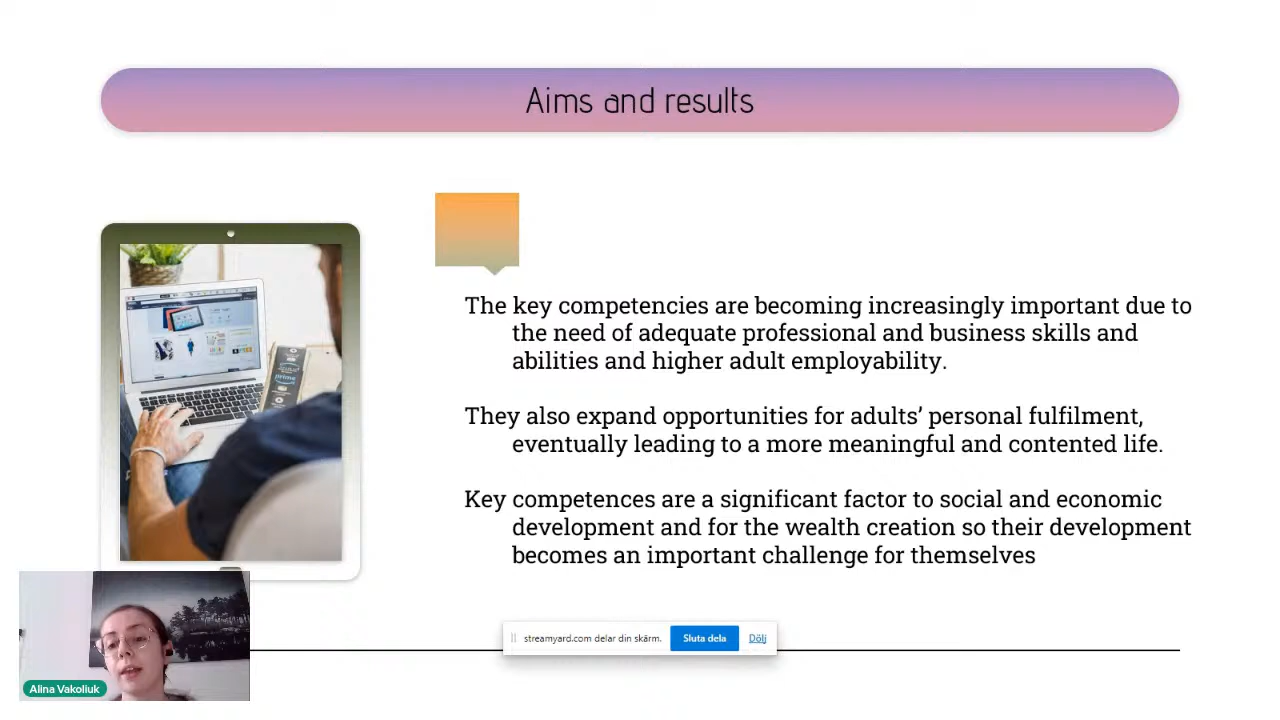 Aims and results
The key competencies are becoming increasingly important due to
the need of adequate professional and business skills and
abilities and higher adult employability.
They also expand opportunities for adults’ personal fulfilment,
eventually leading to a more meaningful and contented life.
Key competences are a significant factor to social and economic
development and for the wealth creation so their development
becomes an important challenge for themselves
prime
streamyard.com delar din skärm.
Sluta dela
Dölj
Alina Vakoliuk